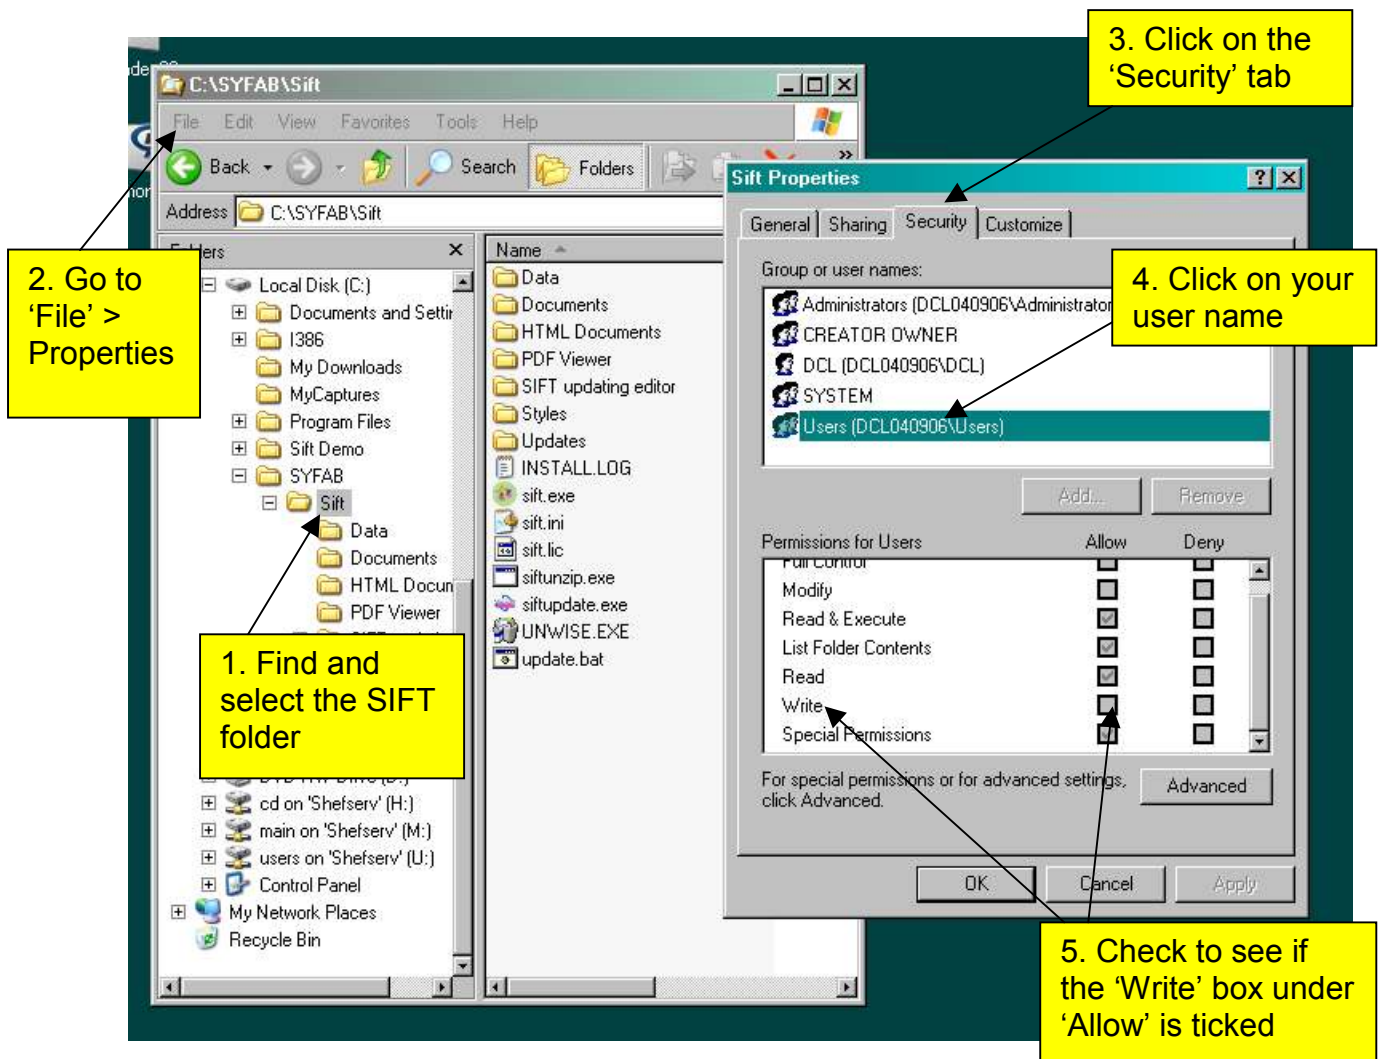 3. Click on the
‘Security’ tab
C:\SYFAB\Sift
File Edit View Favorites Tools Help
Back Search Folders »
Address C:\SYFAB\Sift
2. Go to
‘File’ >
Properties
Local Disk (C:)
Documents and Settin
I386
My Downloads
MyCaptures
Program Files
Sift Demo
SYFAB
Sift
Data
Documents
HTML Docum
PDF Viewer
1. Find and
select the SIFT
folder
cd on 'Shefserv' (H:)
main on 'Shefserv' (M:)
users on 'Shefserv' (U:)
Control Panel
My Network Places
Recycle Bin
Name
Data
Documents
HTML Documents
PDF Viewer
SIFT updating editor
Styles
Updates
INSTALL.LOG
sift.exe
sift.ini
sift.lic
siftunzip.exe
siftupdate.exe
UNWISE.EXE
update.bat
Sift Properties
General Sharing Security Customize
Group or user names:
Administrators (DCL040906\Administrator
CREATOR OWNER
DCL (DCL040906\DCL)
SYSTEM
Users (DCL040906\Users)
4. Click on your
user name
Add... Remove
Permissions for Users Allow Deny
Full Control
Modify
Read & Execute
List Folder Contents
Read
Write
Special Permissions
For special permissions or for advanced settings,
click Advanced.
Advanced
OK Cancel Apply
5. Check to see if
the ‘Write’ box under
‘Allow’ is ticked